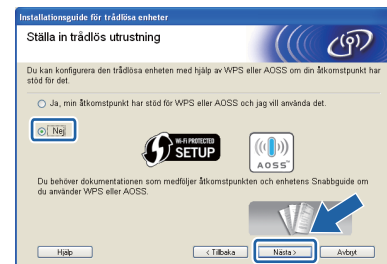 Installationsguide för trådlösa enheter
Ställa in trådlös utrustning
Du kan konfigurera den trådlösa enheten med hjälp av WPS eller AOSS om din åtkomstpunkt har
stöd för det.
Ja, min åtkomstpunkt har stöd för WPS eller AOSS och jag vill använda det.
Nej
WI-FI PROTECTED
SETUP
AOSS
Du behöver dokumentationen som medföljer åtkomstpunkten och enhetens Snabbguide om
du använder WPS eller AOSS.
Hjälp
< Tillbaka
Nästa >
Avbryt